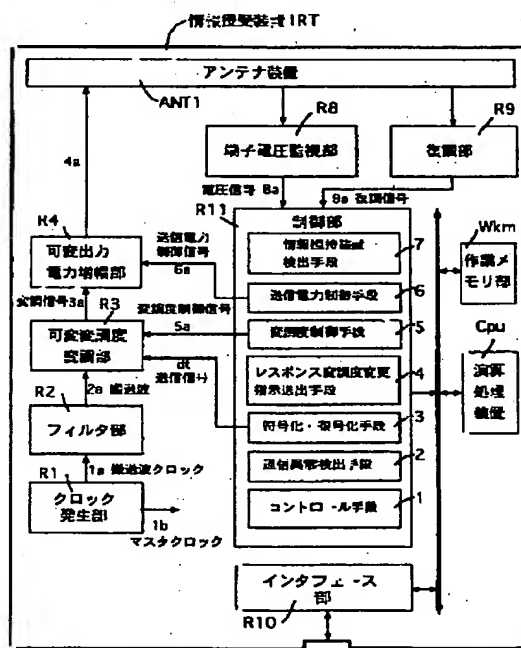 情報授受装置 IRT
アンテナ装置
ANT1
4a
R8
端子電圧監視部
R9
復調部
電圧信号 8a
9a 復調信号
R11
制御部
情報担持装置
検出手段
7
R4
可変出力
電力増幅部
送信電力
制御信号
6a
送信電力制御手段
6
Wkm
作業メ
モリ部
変調信号3a
R3
可変変調度
変調部
変調度制御信号
5a
変調度制御手段
5
Cpu
演算
処理
装置
dt
送信信号
レスポンス変調度変更
指示送出手段
4
2a 搬送波
R2
フィルタ部
符号化・復号化手段
3
通信異常検出手段
2
1a 搬送波クロック
R1
クロック
発生部
コントロール手段
1
1b
マスタクロック
インタフェース
部
R10